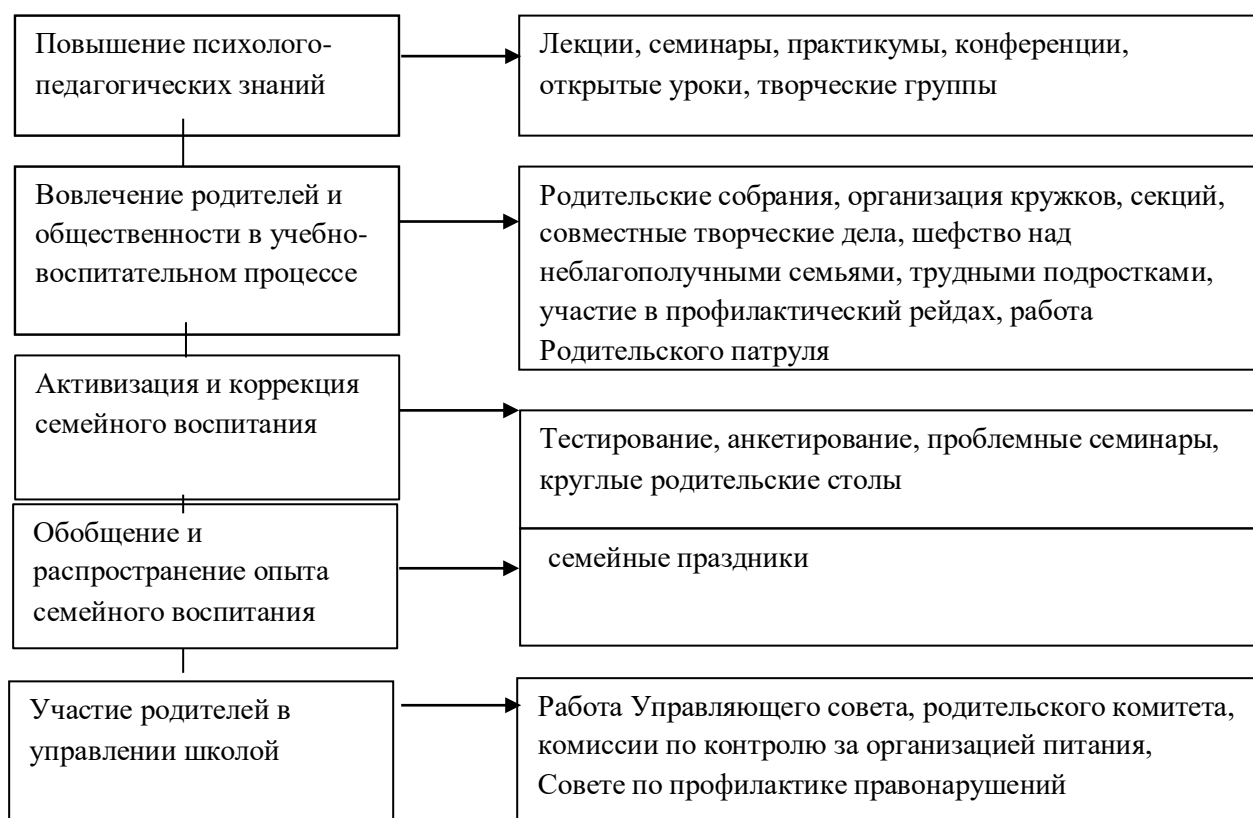 Повышение психолого-
педагогических знаний
Лекции, семинары, практикумы, конференции,
открытые уроки, творческие группы
Вовлечение родителей и
общественности в учебно-
воспитательном процессе
Родительские собрания, организация кружков, секций,
совместные творческие дела, шефство над
неблагополучными семьями, трудными подростками,
участие в профилактический рейдах, работа
Родительского патруля
Активизация и коррекция
семейного воспитания
Тестирование, анкетирование, проблемные семинары,
круглые родительские столы
Обобщение и
распространение опыта
семейного воспитания
семейные праздники
Участие родителей в
управлении школой
Работа Управляющего совета, родительского комитета,
комиссии по контролю за организацией питания,
Совете по профилактике правонарушений